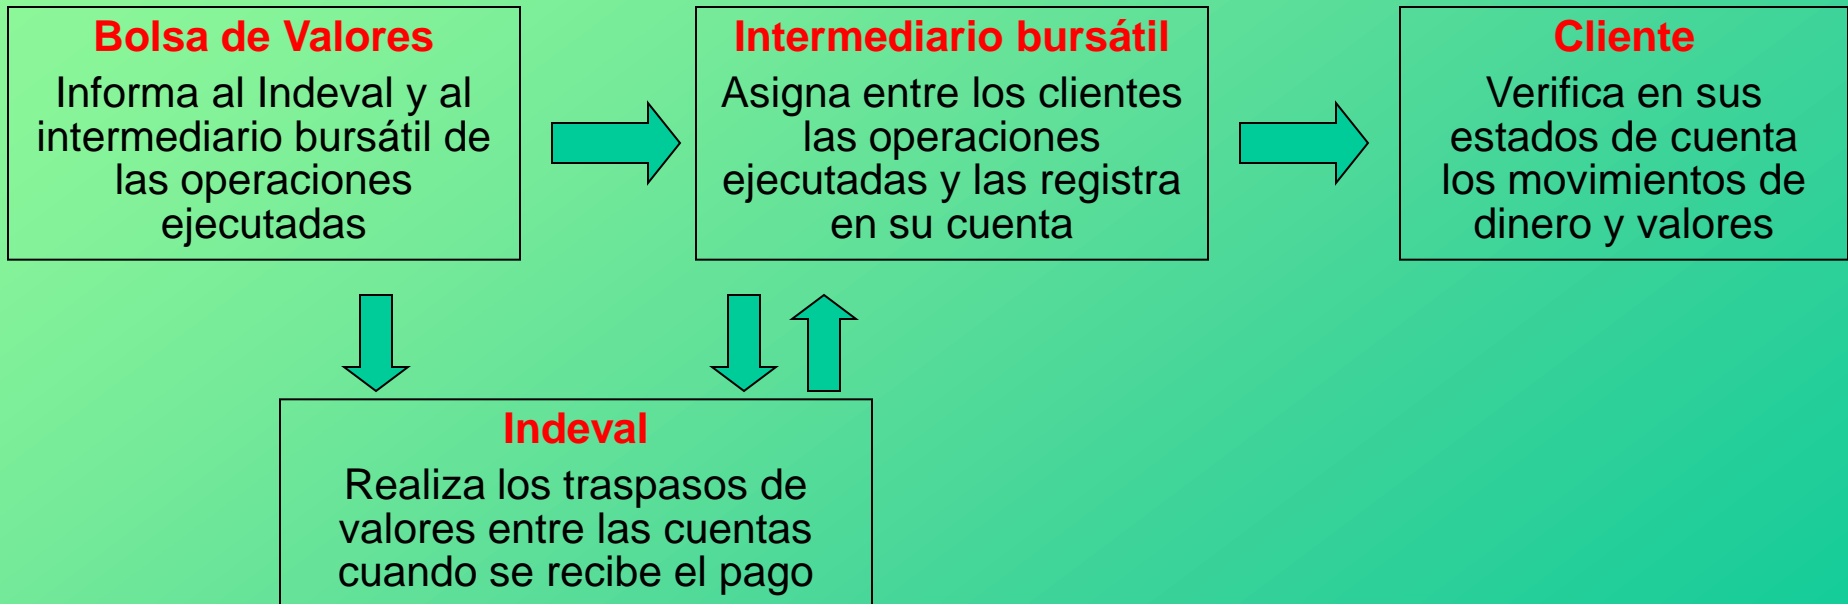 Bolsa de Valores
Informa al Indeval y al
intermediario bursátil de
las operaciones
ejecutadas
Intermediario bursátil
Asigna entre los clientes
las operaciones
ejecutadas y las registra
en su cuenta
Cliente
Verifica en sus
estados de cuenta
los movimientos de
dinero y valores
Indeval
Realiza los traspasos de
valores entre las cuentas
cuando se recibe el pago